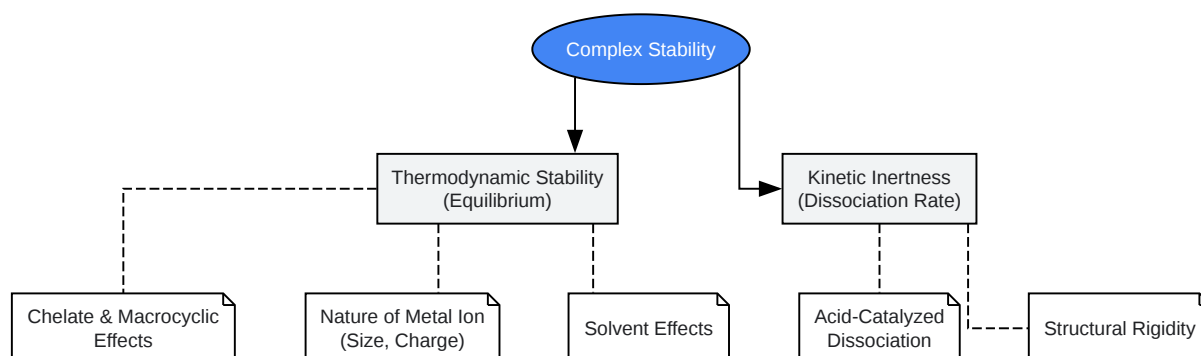 Complex Stability
Thermodynamic Stability
(Equilibrium)
Kinetic Inertness
(Dissociation Rate)
Chelate & Macrocyclic
Effects
Nature of Metal Ion
(Size, Charge)
Solvent Effects
Acid-Catalyzed
Dissociation
Structural Rigidity